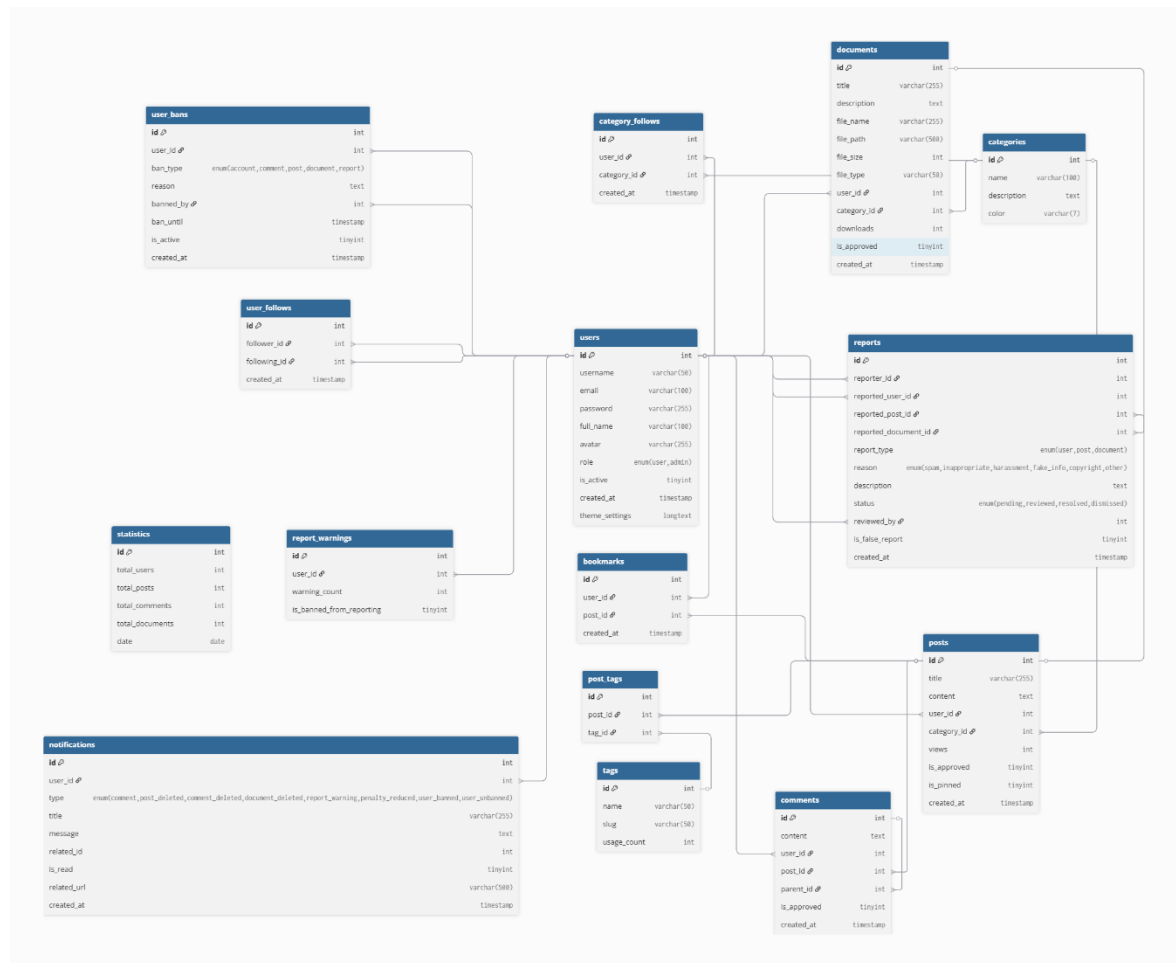 documents
id int
title varchar(255)
description text
file_name varchar(255)
file_path varchar(500)
file_size int
file_type varchar(50)
user_id int
category_id int
downloads int
is_approved tinyint
created_at timestamp
user_bans
id int
user_id int
ban_type enum(account,comment,post,document,report)
reason text
banned_by int
ban_until timestamp
is_active tinyint
created_at timestamp
category_follows
id int
user_id int
category_id int
created_at timestamp
categories
id int
name varchar(100)
description text
color varchar(7)
user_follows
id int
follower_id int
following_id int
created_at timestamp
users
id int
username varchar(50)
email varchar(100)
password varchar(255)
full_name varchar(100)
avatar varchar(255)
role enum(user,admin)
is_active tinyint
created_at timestamp
theme_settings longtext
reports
id int
reporter_id int
reported_user_id int
reported_post_id int
reported_document_id int
report_type enum(user,post,document)
reason enum(spam,inappropriate,harassment,fake_info,copyright,other)
description text
status enum(pending,reviewed,resolved,dismissed)
reviewed_by int
is_false_report tinyint
created_at timestamp
statistics
id int
total_users int
total_posts int
total_comments int
total_documents int
date date
report_warnings
id int
user_id int
warning_count int
is_banned_from_reporting tinyint
bookmarks
id int
user_id int
post_id int
created_at timestamp
posts
id int
title varchar(255)
content text
user_id int
category_id int
views int
is_approved tinyint
is_pinned tinyint
created_at timestamp
post_tags
id int
post_id int
tag_id int
notifications
id int
user_id int
type enum(comment,post_deleted,comment_deleted,document_deleted,report_warning,penalty_reduced,user_banned,user_unbanned)
title varchar(255)
message text
related_id int
is_read tinyint
related_url varchar(500)
created_at timestamp
tags
id int
name varchar(50)
slug varchar(50)
usage_count int
comments
id int
content text
user_id int
post_id int
parent_id int
is_approved tinyint
created_at timestamp